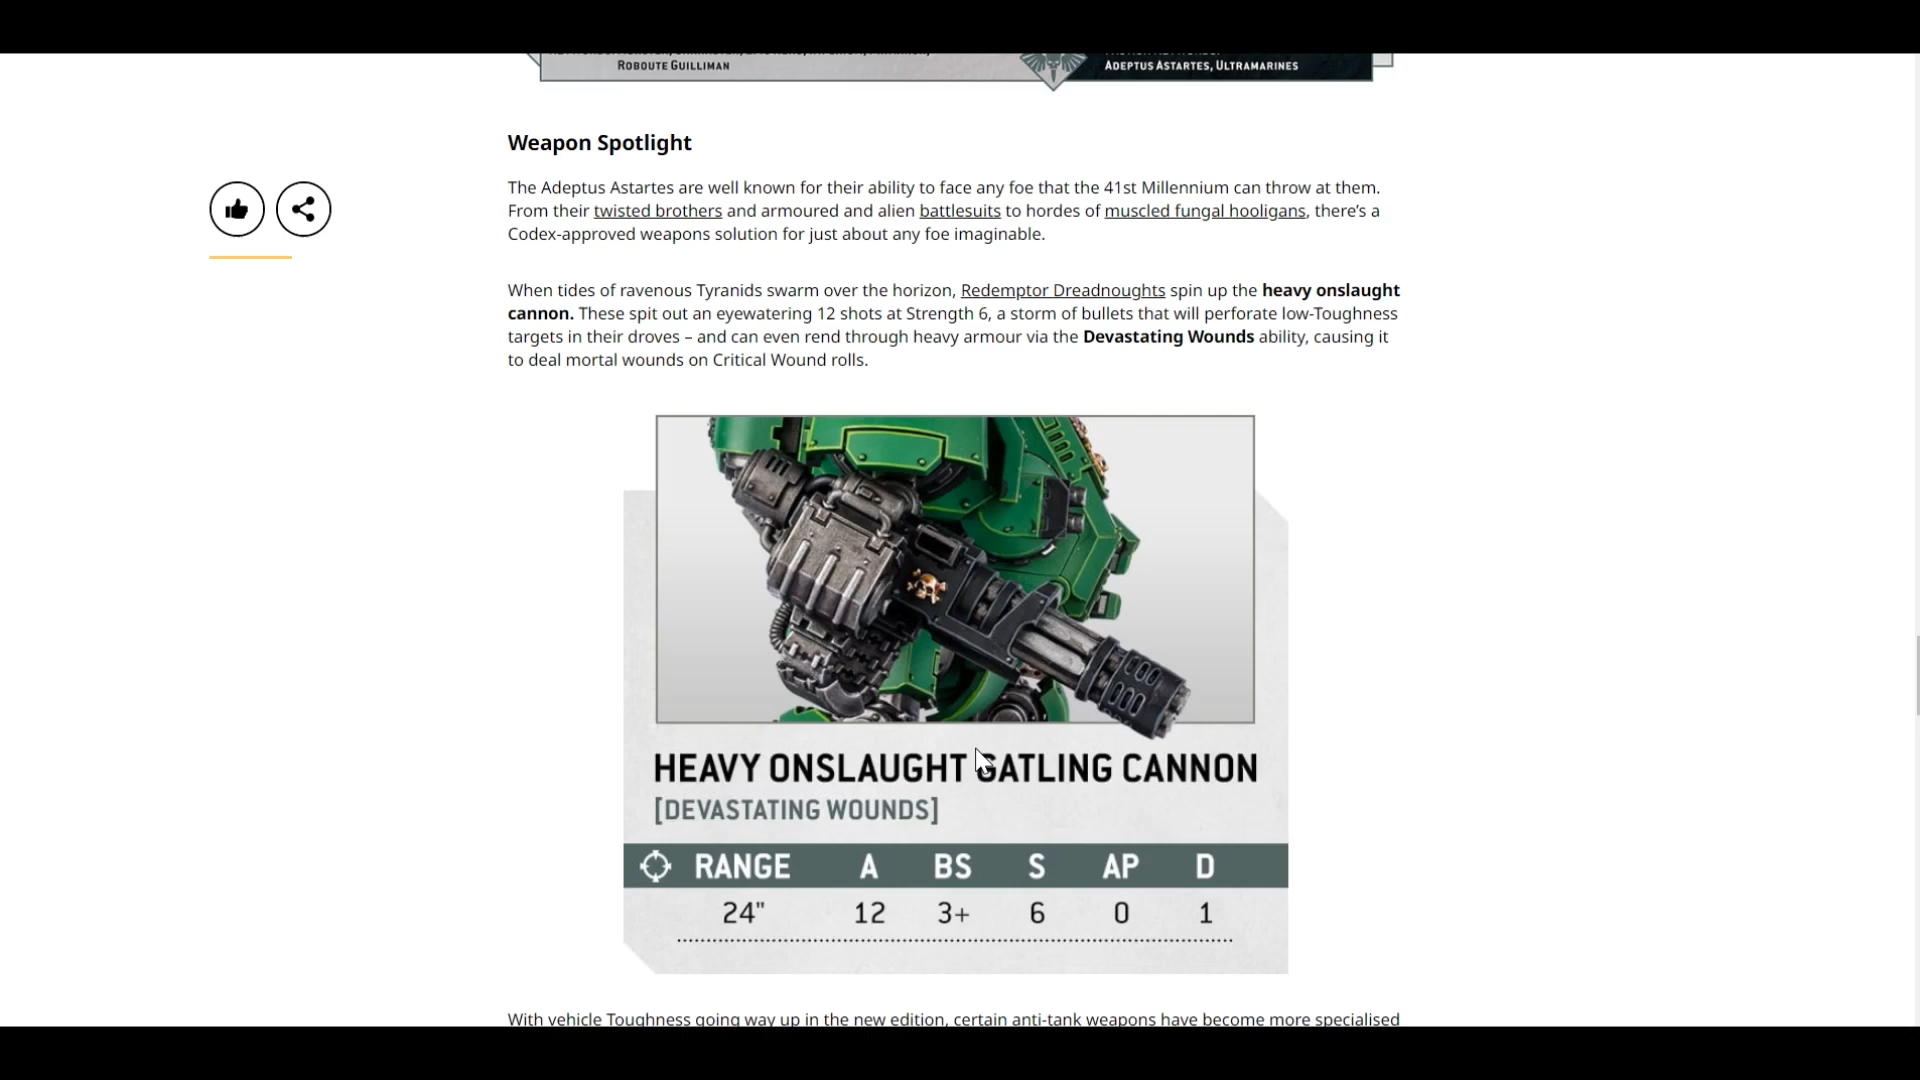 ROBOUTE GUILLIMAN
ADEPTUS ASTARTES, ULTRAMARINES
Weapon Spotlight
The Adeptus Astartes are well known for their ability to face any foe that the 41st Millennium can throw at them.
From their twisted brothers and armoured and alien battlesuits to hordes of muscled fungal hooligans, there’s a
Codex-approved weapons solution for just about any foe imaginable.
When tides of ravenous Tyranids swarm over the horizon, Redemptor Dreadnoughts spin up the heavy onslaught
cannon. These spit out an eyewatering 12 shots at Strength 6, a storm of bullets that will perforate low-Toughness
targets in their droves – and can even rend through heavy armour via the Devastating Wounds ability, causing it
to deal mortal wounds on Critical Wound rolls.
HEAVY ONSLAUGHT GATLING CANNON
[DEVASTATING WOUNDS]
RANGE A BS S AP D
24" 12 3+ 6 0 1
With vehicle Toughness going way up in the new edition, certain anti-tank weapons have become more specialised